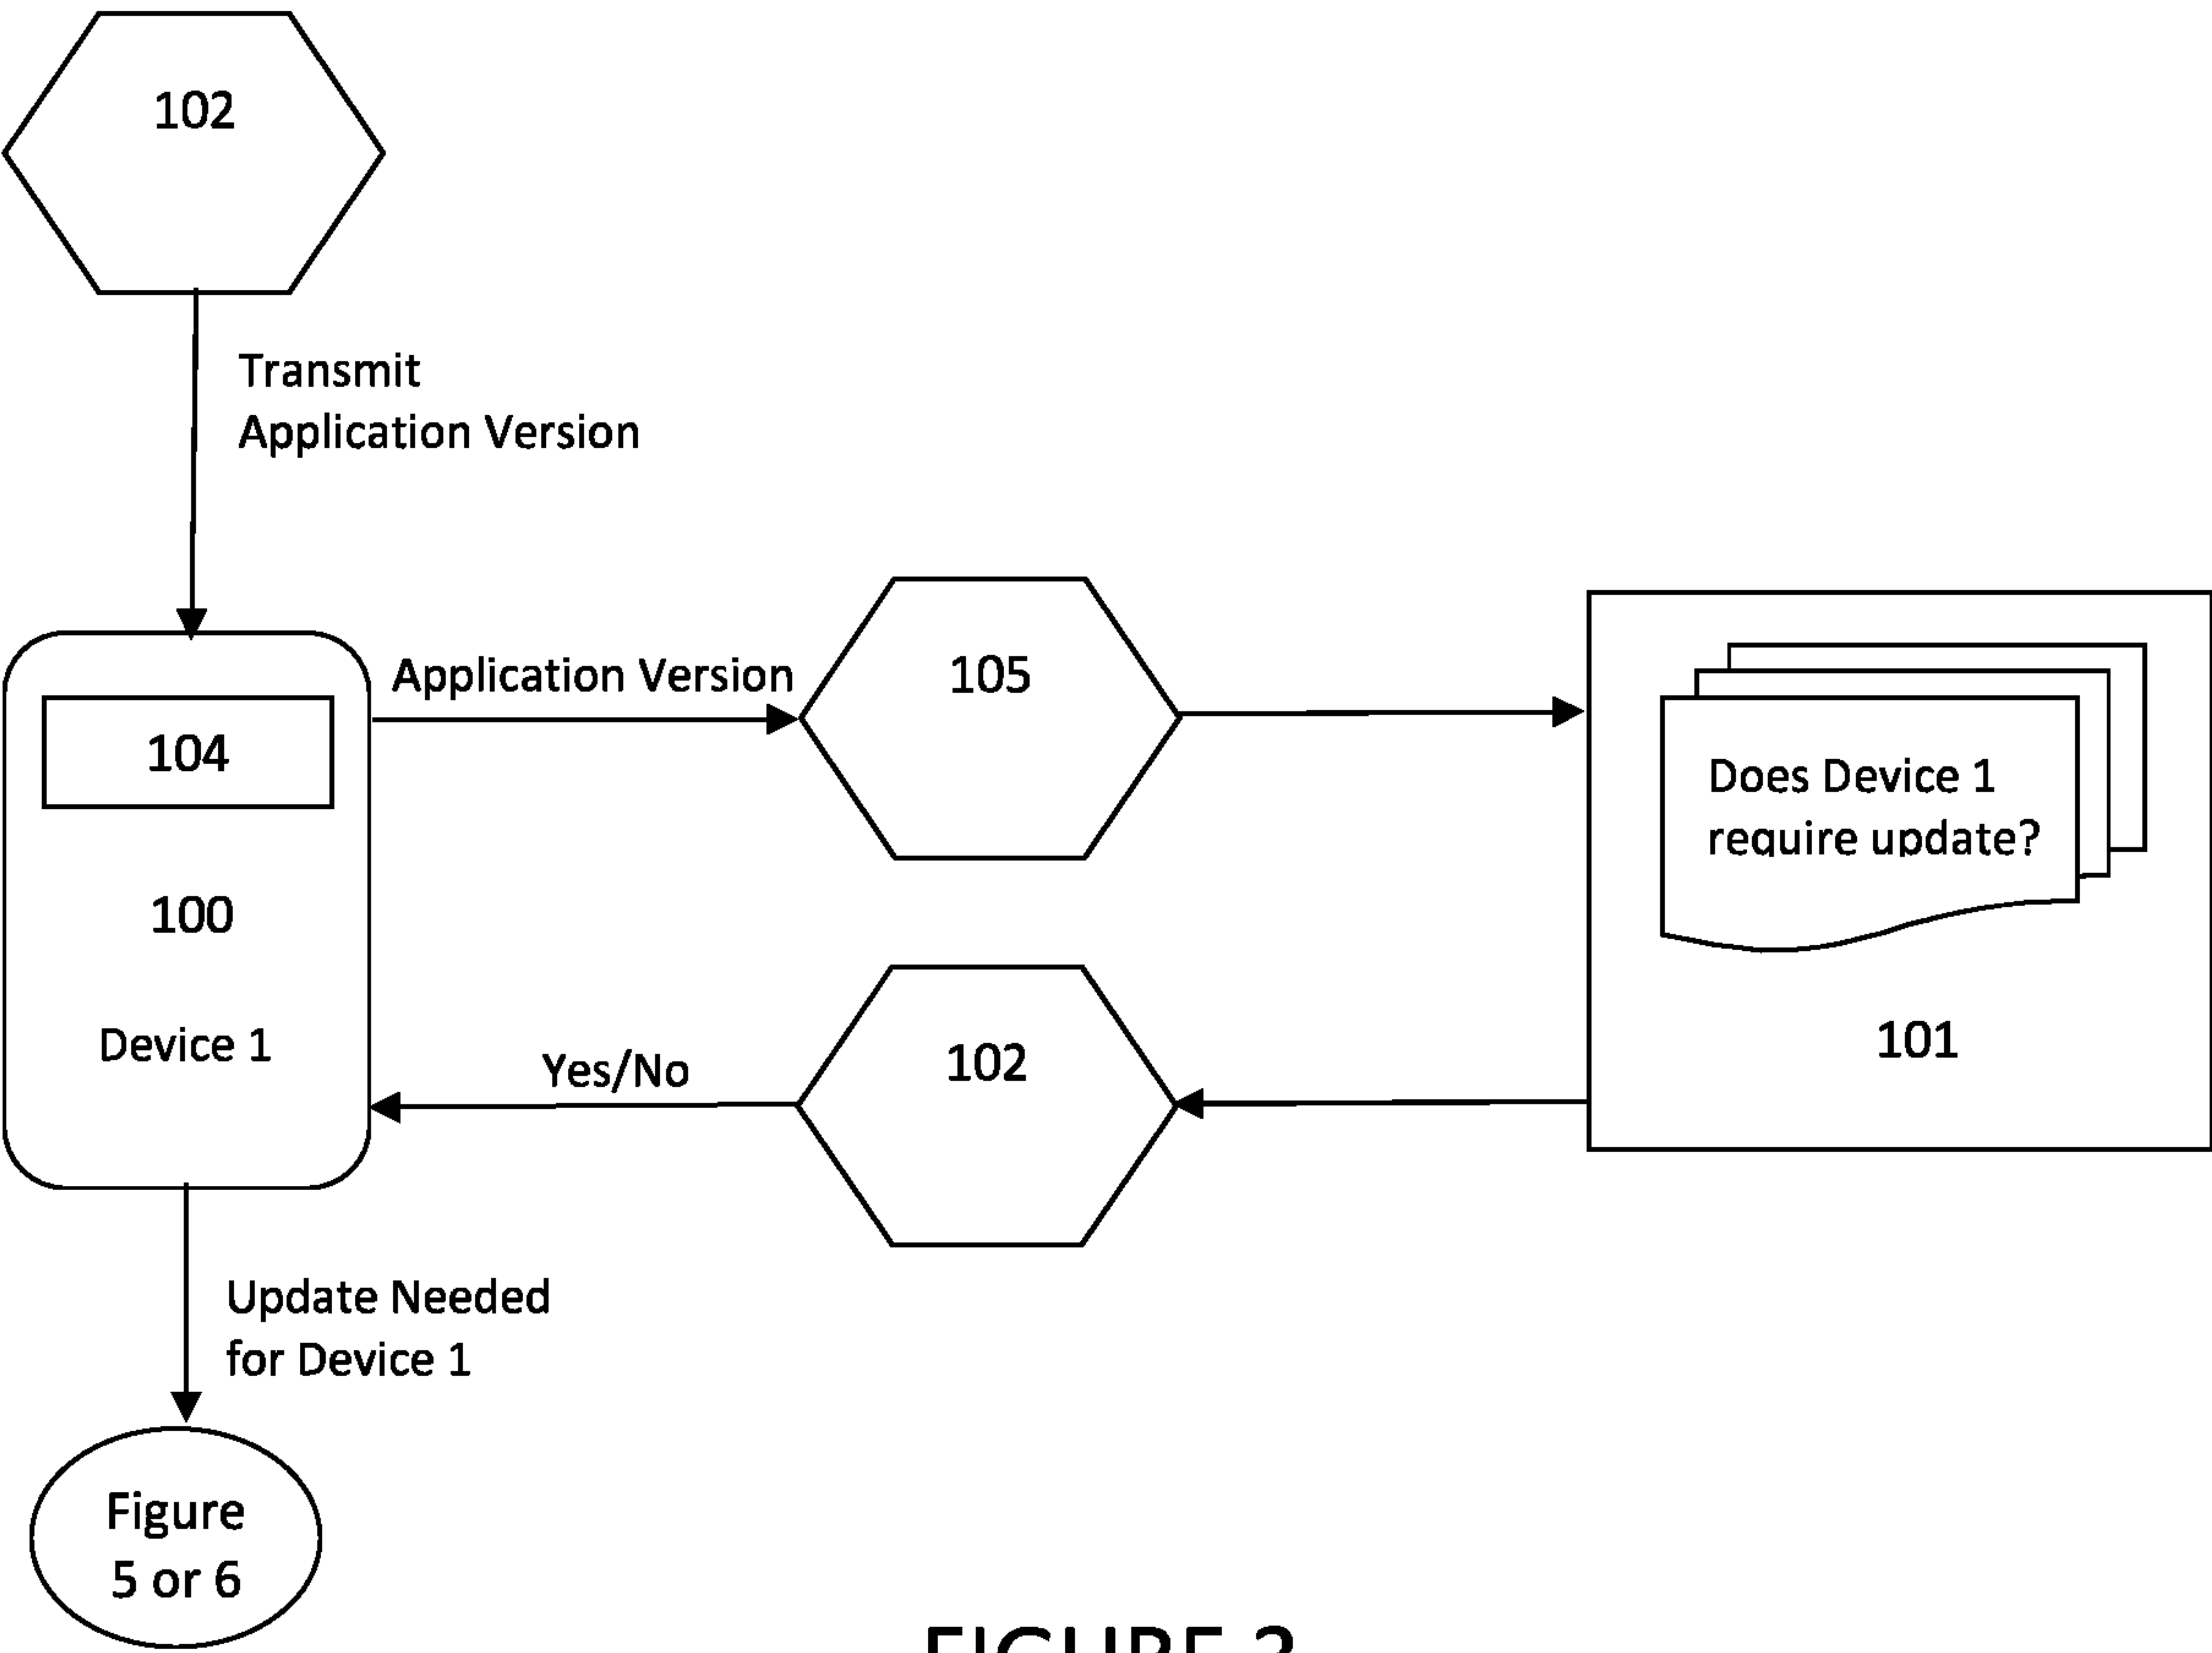 102
Transmit
Application Version
104
100
Device 1
Application Version
105
Does Device 1
require update?
101
Yes/No
102
Update Needed
for Device 1
Figure
5 or 6
FIGURE